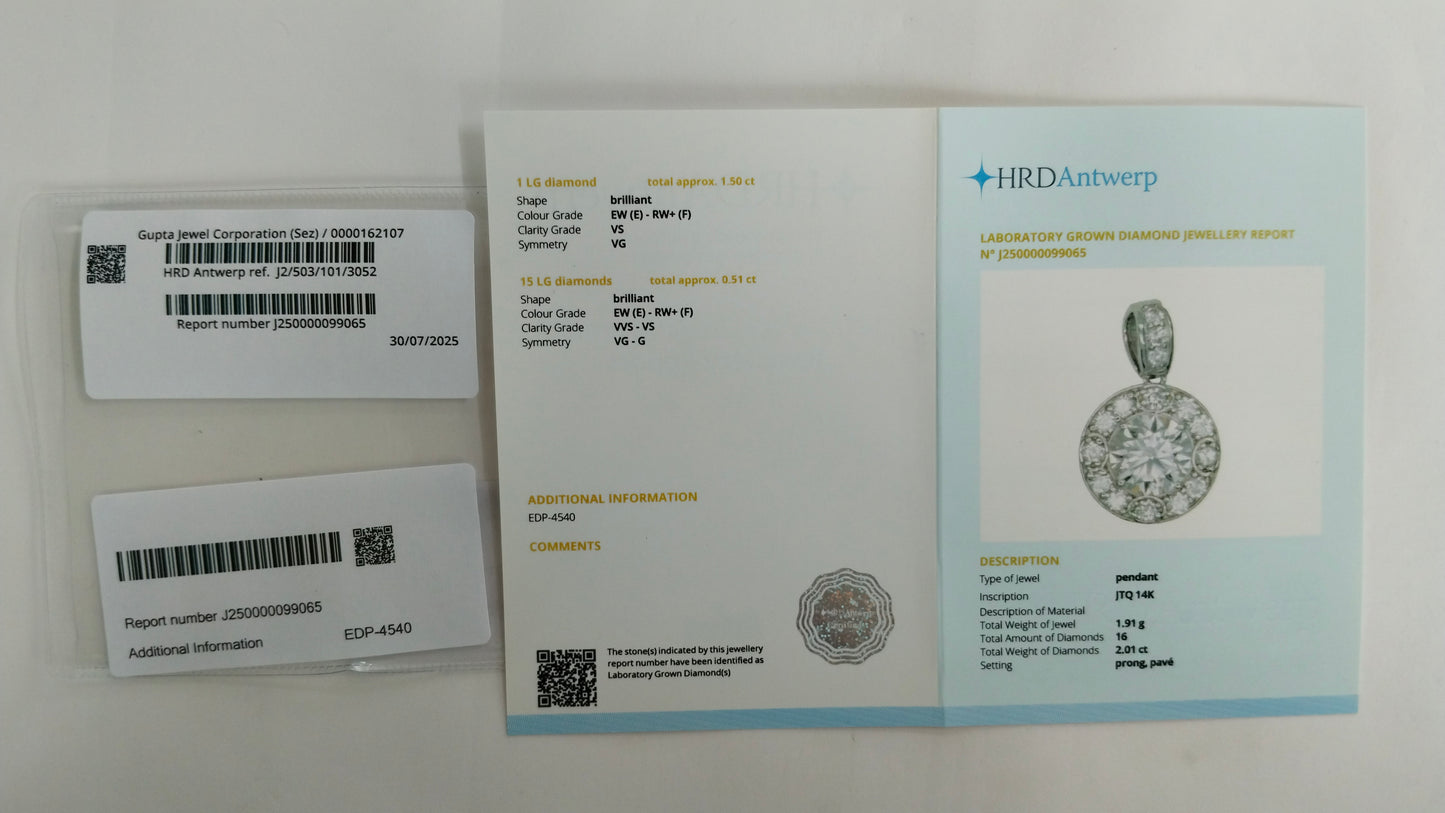 Gupta Jewel Corporation (Sez) / 0000162107
HRD Antwerp ref. J2/503/101/3052
Report number J250000099065
30/07/2025
Report number J250000099065
Additional Information EDP-4540
1 LG diamond total approx. 1.50 ct
Shape brilliant
Colour Grade EW (E) - RW+ (F)
Clarity Grade VS
Symmetry VG
15 LG diamonds total approx. 0.51 ct
Shape brilliant
Colour Grade EW (E) - RW+ (F)
Clarity Grade VVS - VS
Symmetry VG - G
ADDITIONAL INFORMATION
EDP-4540
COMMENTS
The stone(s) indicated by this jewellery
report number have been identified as
Laboratory Grown Diamond(s)
HRD Antwerp
HRDAntwerp
LABORATORY GROWN DIAMOND JEWELLERY REPORT
N° J250000099065
DESCRIPTION
Type of Jewel pendant
Inscription JTQ 14K
Description of Material
Total Weight of Jewel 1.91 g
Total Amount of Diamonds 16
Total Weight of Diamonds 2.01 ct
Setting prong, pavé